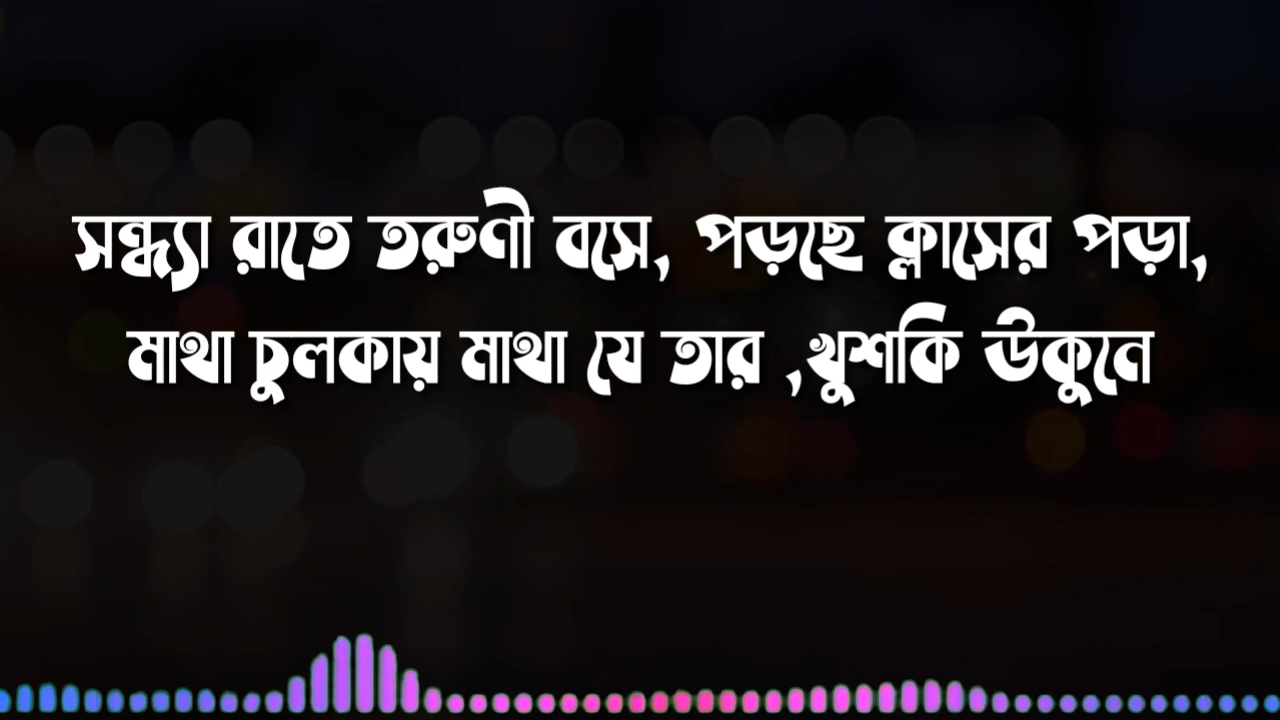 সন্ধ্যা রাতে তরুণী বসে, পড়ছে ক্লাসের পড়া,
মাথা চুলকায় মাথা যে তার ,খুশকি উকুনে